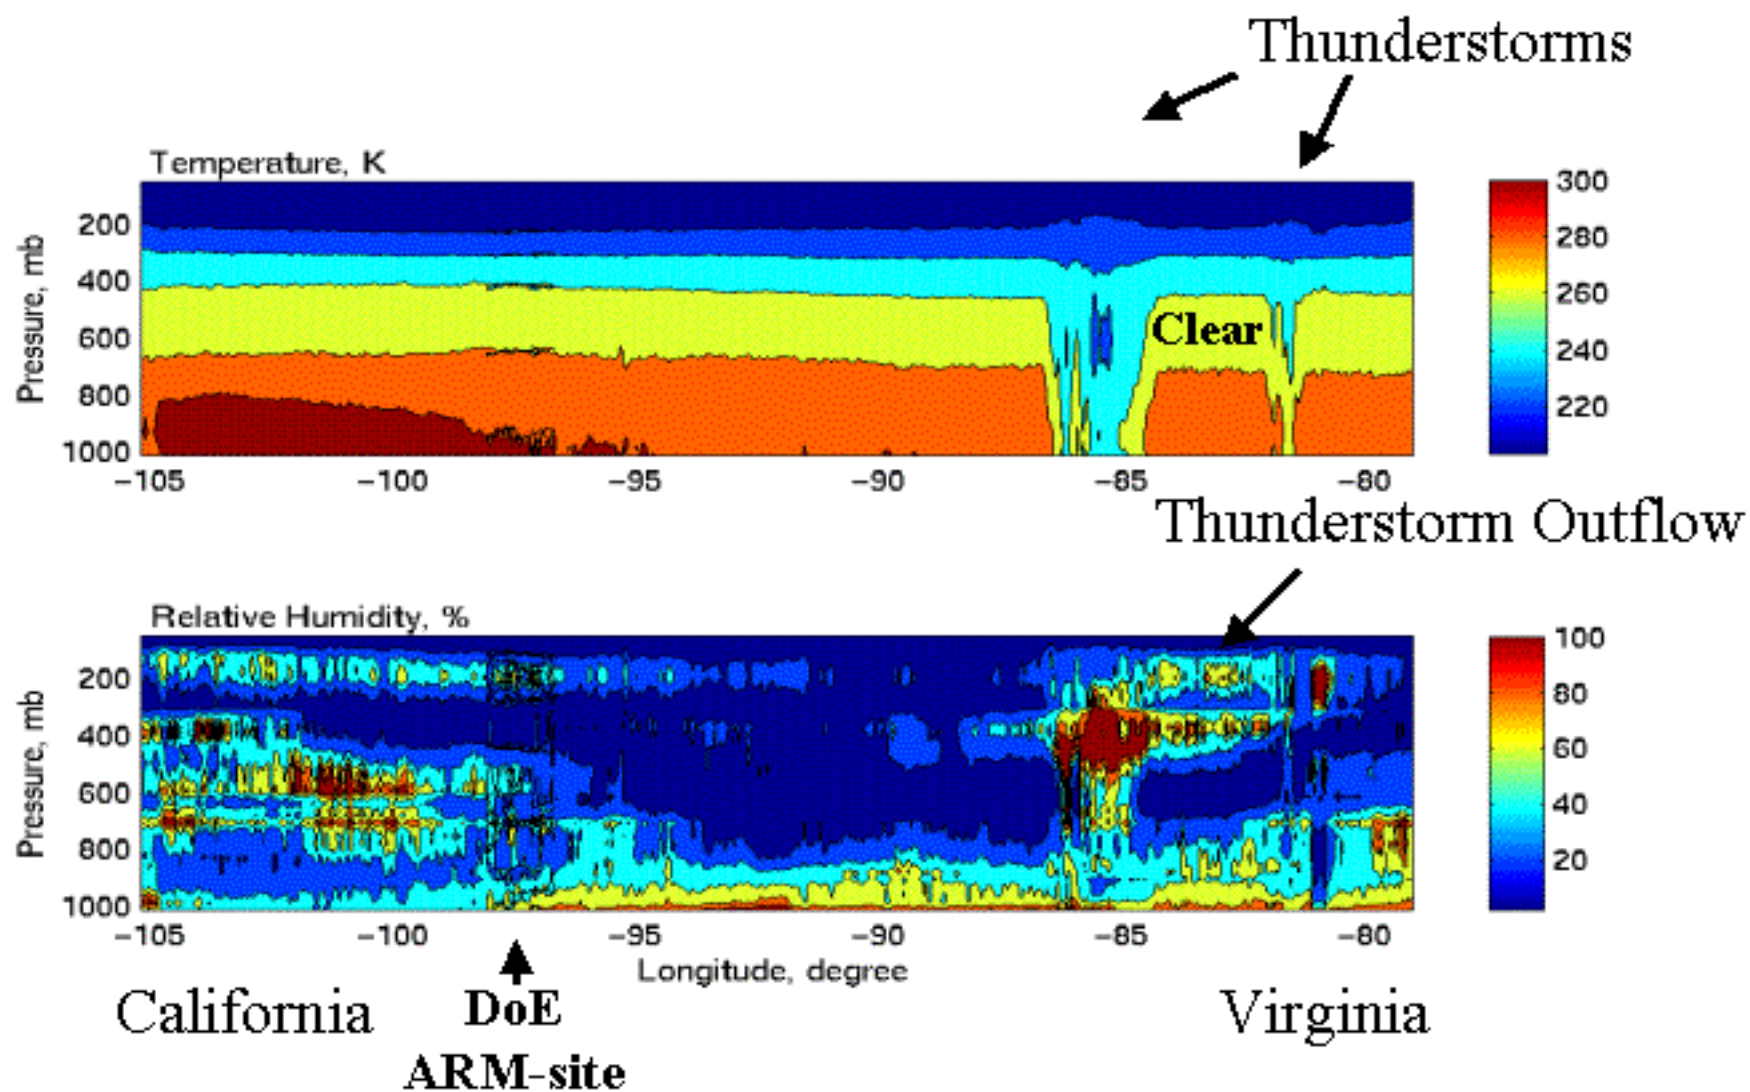 Thunderstorms
Temperature, K
Pressure, mb
200
400
600
800
1000
−105 −100 −95 −90 −85 −80
Clear
300
280
260
240
220
Thunderstorm Outflow
Relative Humidity, %
Pressure, mb
200
400
600
800
1000
−105 −100 −95 −90 −85 −80
100
80
60
40
20
Longitude, degree
California
DoE
ARM-site
Virginia